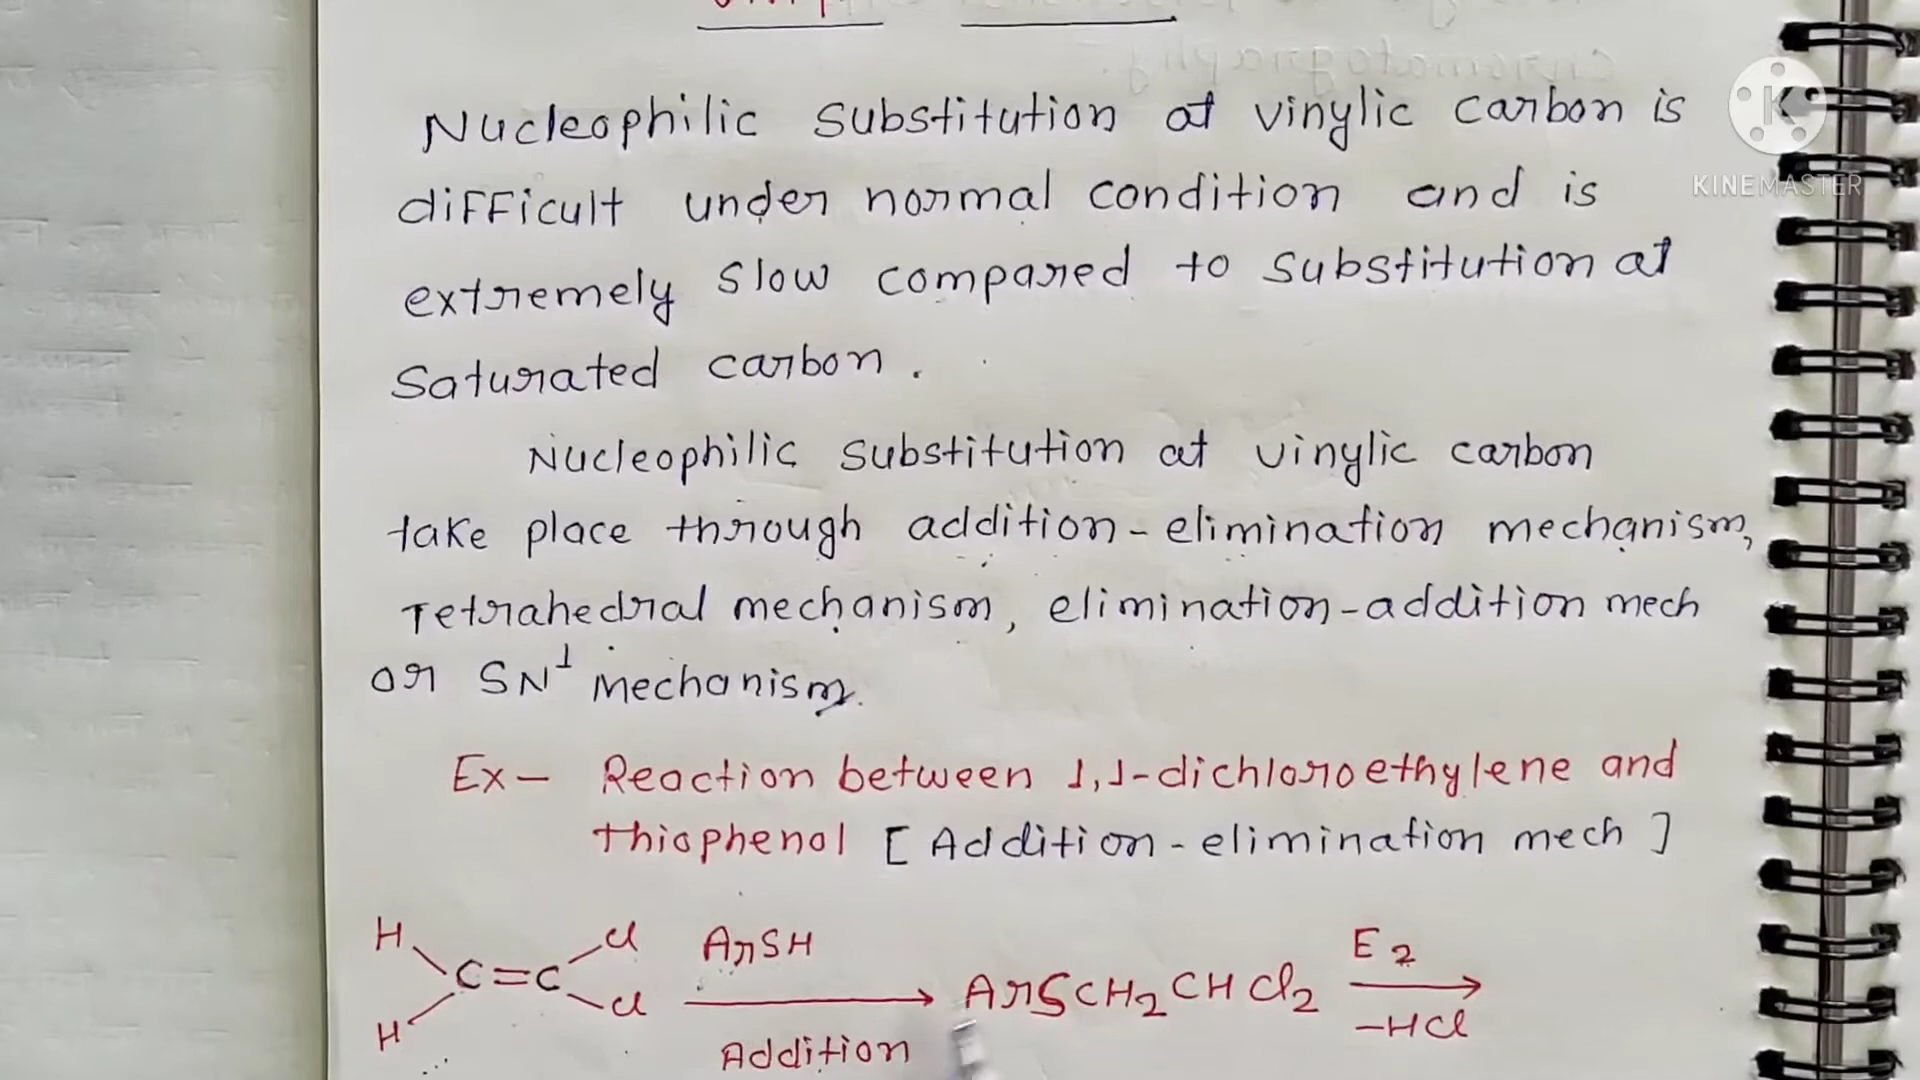 Nucleophilic substitution at vinylic carbon is
difficult under normal condition and is
extremely slow compared to substitution at
saturated carbon.
Nucleophilic substitution at vinylic carbon
take place through addition-elimination mechanism,
Tetrahedral mechanism, elimination-addition mech
or SN1 mechanism.
Ex- Reaction between 1,1-dichloroethylene and
thiophenol [Addition-elimination mech]
H H C=C Cl Cl ArSH Addition ArSCH2CHCl2 E2 -HCl
KINEMASTER